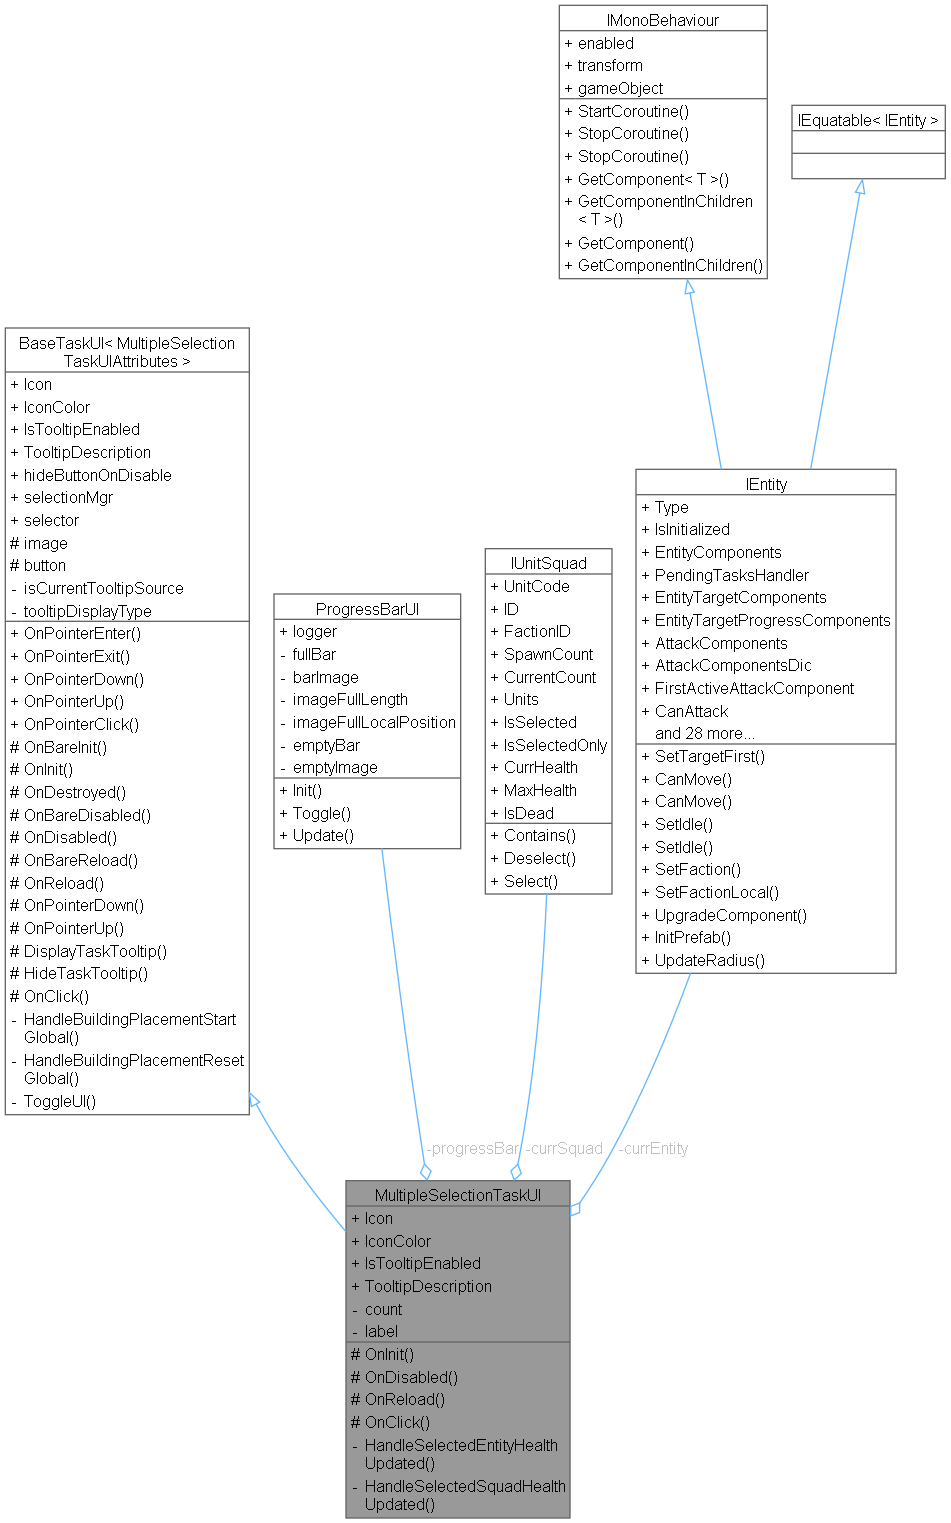 IMonoBehaviour
+ enabled
+ transform
+ gameObject
+ StartCoroutine()
+ StopCoroutine()
+ StopCoroutine()
+ GetComponent< T >()
+ GetComponentInChildren
< T >()
+ GetComponent()
+ GetComponentInChildren()
IEquatable< IEntity >
BaseTaskUI< MultipleSelection
TaskUIAttributes >
+ Icon
+ IconColor
+ IsTooltipEnabled
+ TooltipDescription
+ hideButtonOnDisable
+ selectionMgr
+ selector
# image
# button
- isCurrentTooltipSource
- tooltipDisplayType
+ OnPointerEnter()
+ OnPointerExit()
+ OnPointerDown()
+ OnPointerUp()
+ OnPointerClick()
# OnBareInit()
# OnInit()
# OnDestroyed()
# OnBareDisabled()
# OnDisabled()
# OnBareReload()
# OnReload()
# OnPointerDown()
# OnPointerUp()
# DisplayTaskTooltip()
# HideTaskTooltip()
# OnClick()
- HandleBuildingPlacementStart
Global()
- HandleBuildingPlacementReset
Global()
- ToggleUI()
ProgressBarUI
+ logger
- fullBar
- barImage
- imageFullLength
- imageFullLocalPosition
- emptyBar
- emptyImage
+ Init()
+ Toggle()
+ Update()
IUnitSquad
+ UnitCode
+ ID
+ FactionID
+ SpawnCount
+ CurrentCount
+ Units
+ IsSelected
+ IsSelectedOnly
+ CurrHealth
+ MaxHealth
+ IsDead
+ Contains()
+ Deselect()
+ Select()
IEntity
+ Type
+ IsInitialized
+ EntityComponents
+ PendingTasksHandler
+ EntityTargetComponents
+ EntityTargetProgressComponents
+ AttackComponents
+ AttackComponentsDic
+ FirstActiveAttackComponent
+ CanAttack
and 28 more...
+ SetTargetFirst()
+ CanMove()
+ CanMove()
+ SetIdle()
+ SetIdle()
+ SetFaction()
+ SetFactionLocal()
+ UpgradeComponent()
+ InitPrefab()
+ UpdateRadius()
-progressBar
-currSquad
-currEntity
MultipleSelectionTaskUI
+ Icon
+ IconColor
+ IsTooltipEnabled
+ TooltipDescription
- count
- label
# OnInit()
# OnDisabled()
# OnReload()
# OnClick()
- HandleSelectedEntityHealth
Updated()
- HandleSelectedSquadHealth
Updated()